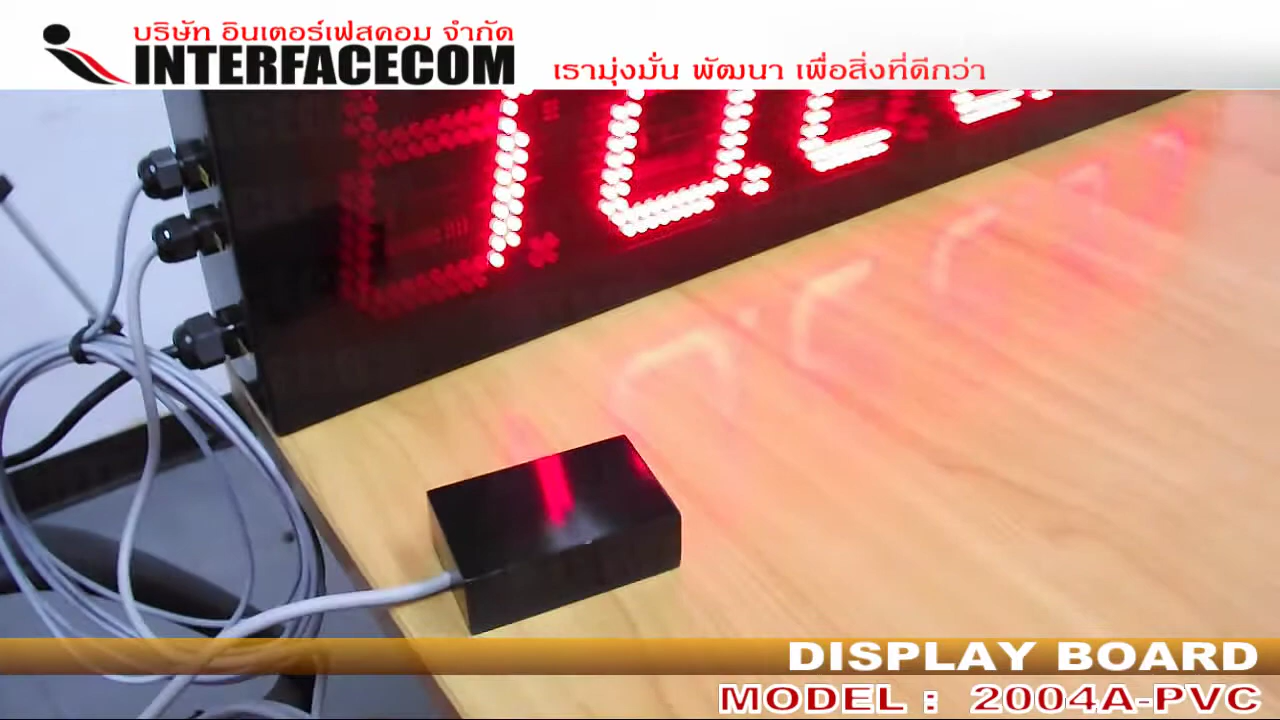 บริษัท อินเตอร์เฟสคอม จำกัด
INTERFACECOM
เรามุ่งมั่น พัฒนา เพื่อสิ่งที่ดีกว่า
DISPLAY BOARD
MODEL : 2004A-PVC